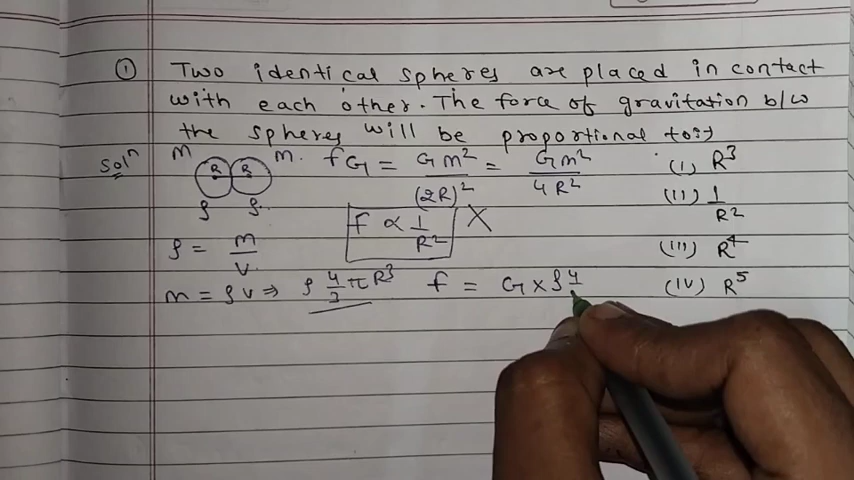 ① Two identical spheres are placed in contact
with each other. The force of gravitation b/w
the spheres will be proportional to:)
Solⁿ m R R m. fG = Gm²/(2R)² = Gm²/4R² (i) R³
ρ ρ. f ∝ 1/R² X (ii) 1/R²
ρ = m/v. (iii) R⁴
m = ρv ⇒ ρ 4/3 πR³ f = G×ρ4 (iv) R⁵